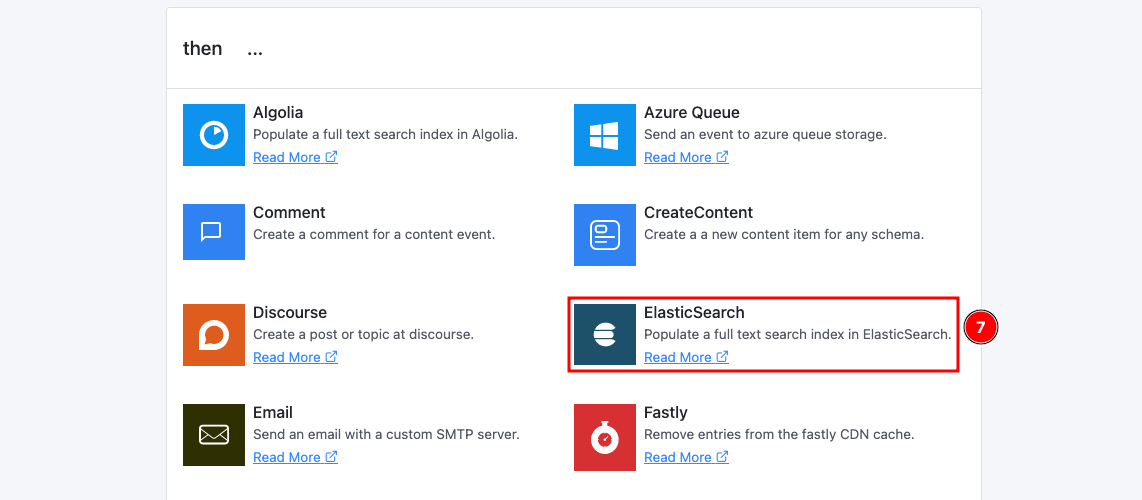 then ...
Algolia
Populate a full text search index in Algolia.
Read More
Azure Queue
Send an event to azure queue storage.
Read More
Comment
Create a comment for a content event.
CreateContent
Create a a new content item for any schema.
Discourse
Create a post or topic at discourse.
Read More
ElasticSearch
Populate a full text search index in ElasticSearch.
Read More
7
Email
Send an email with a custom SMTP server.
Read More
Fastly
Remove entries from the fastly CDN cache.
Read More